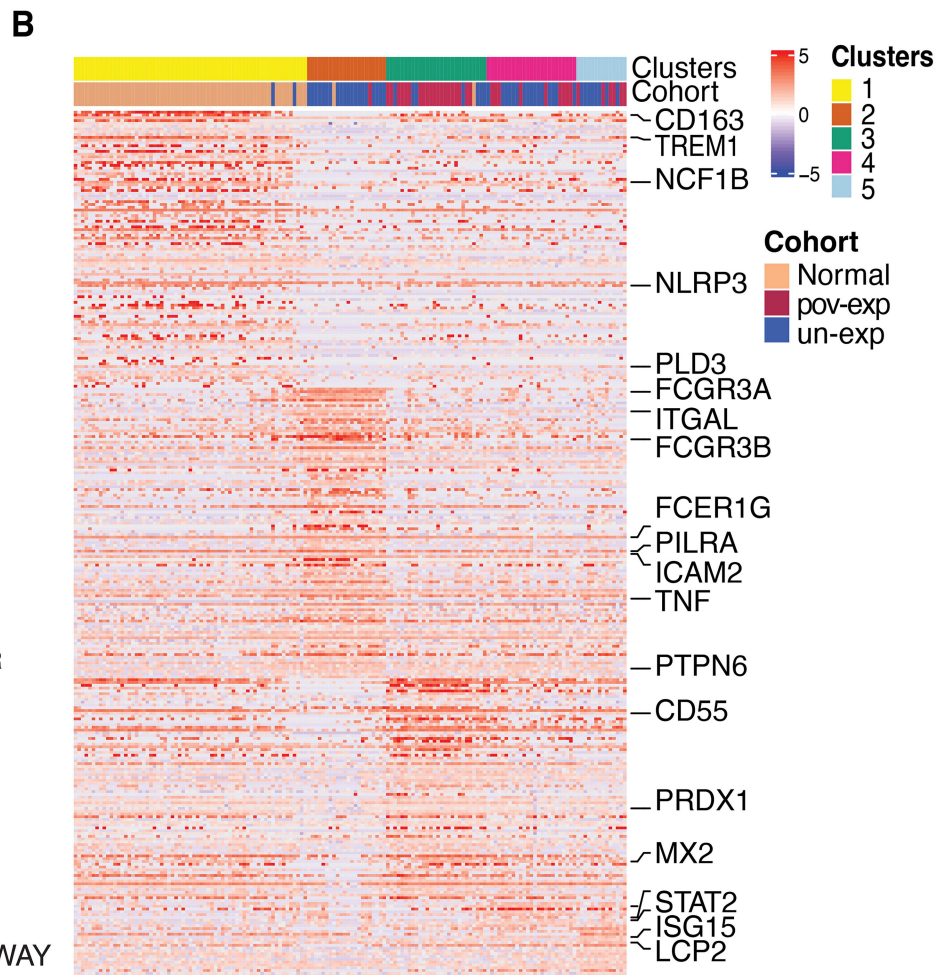 B
Clusters
Cohort
CD163
TREM1
NCF1B
NLRP3
PLD3
FCGR3A
ITGAL
FCGR3B
FCER1G
PILRA
ICAM2
TNF
PTPN6
CD55
PRDX1
MX2
STAT2
ISG15
LCP2
5
0
−5
Clusters
1
2
3
4
5
Cohort
Normal
pov-exp
un-exp
WAY